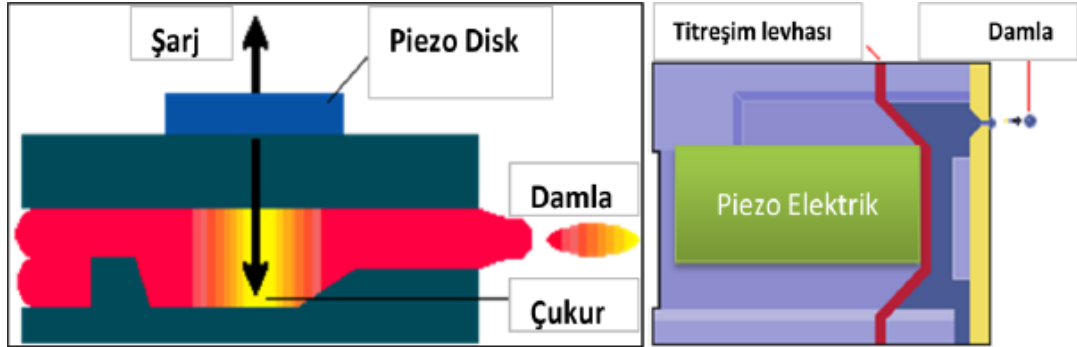 Şarj
Piezo Disk
Damla
Çukur
Titreşim levhası
Damla
Piezo Elektrik